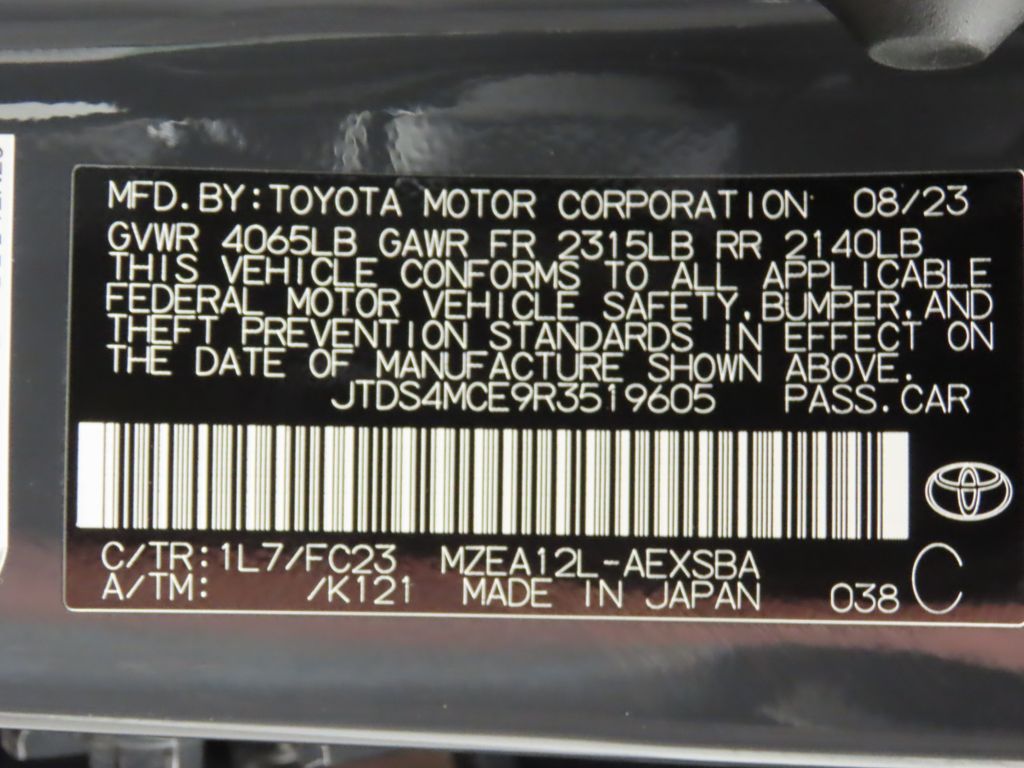 MFD. BY: TOYOTA MOTOR CORPORATION 08/23
GVWR 4065LB GAWR FR 2315LB RR 2140LB
THIS VEHICLE CONFORMS TO ALL APPLICABLE
FEDERAL MOTOR VEHICLE SAFETY, BUMPER, AND
THEFT PREVENTION STANDARDS IN EFFECT ON
THE DATE OF MANUFACTURE SHOWN ABOVE.
JTDS4MCE9R3519605 PASS. CAR
C/TR: 1L7/FC23 MZEA12L-AEXSBA
A/TM: /K121 MADE IN JAPAN 038 C